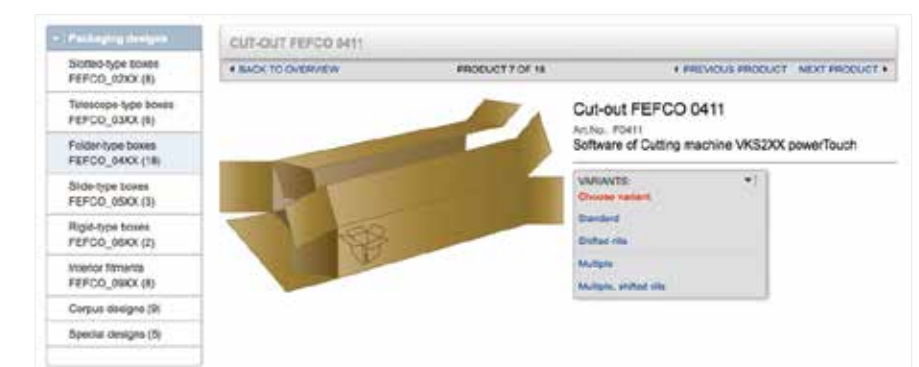 Packaging designs
Slotted-type boxes
FEFCO_02XX (8)
Telescope-type boxes
FEFCO_03XX (6)
Folder-type boxes
FEFCO_04XX (18)
Slide-type boxes
FEFCO_05XX (3)
Rigid-type boxes
FEFCO_06XX (2)
Interior fitments
FEFCO_09XX (8)
Corpus designs (9)
Special designs (5)
CUT-OUT FEFCO 0411
BACK TO OVERVIEW
PRODUCT 7 OF 18
PREVIOUS PRODUCT NEXT PRODUCT
Cut-out FEFCO 0411
Art.No. F0411
Software of Cutting machine VKS2XX powerTouch
VARIANTS:
Choose variant
Standard
Shifted rills
Multiple
Multiple, shifted rills